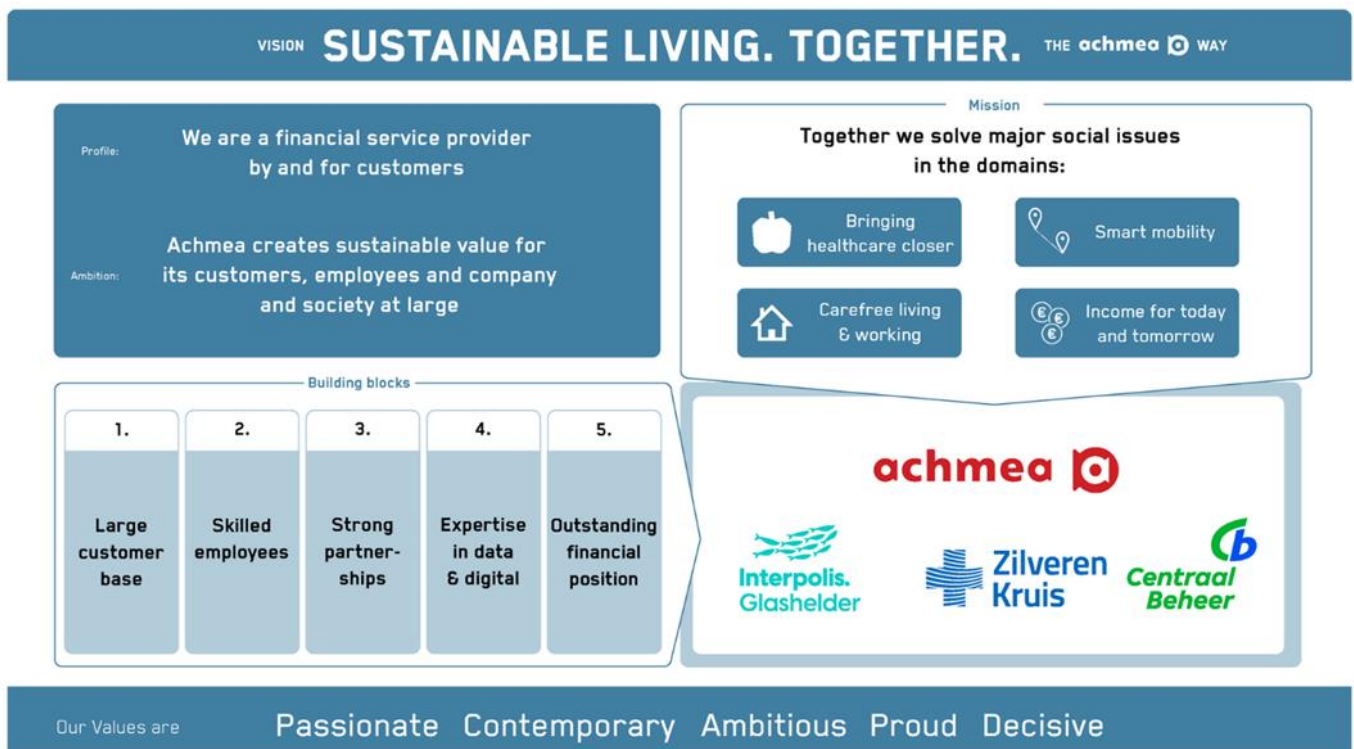 VISION SUSTAINABLE LIVING. TOGETHER. THE achmea WAY
Profile:
We are a financial service provider
by and for customers
Ambition:
Achmea creates sustainable value for
its customers, employees and company
and society at large
Mission
Together we solve major social issues
in the domains:
Bringing
healthcare closer
Smart mobility
Carefree living
& working
Income for today
and tomorrow
Building blocks
1.
Large
customer
base
2.
Skilled
employees
3.
Strong
partner-
ships
4.
Expertise
in data
& digital
5.
Outstanding
financial
position
achmea
Interpolis.
Glashelder
Zilveren
Kruis
Cb
Centraal
Beheer
Our Values are Passionate Contemporary Ambitious Proud Decisive